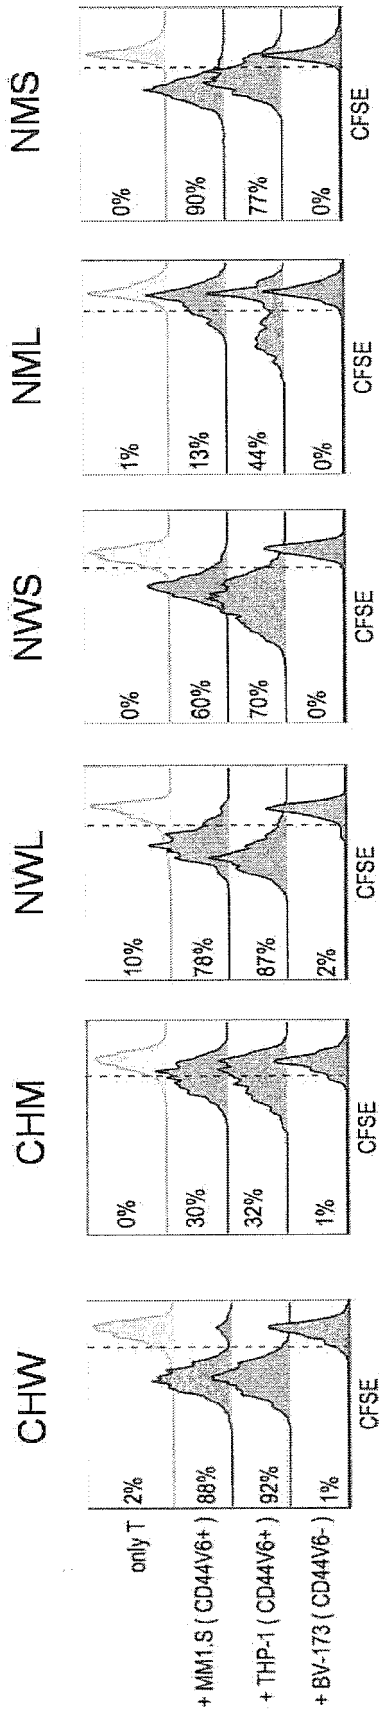 CHW CHM NWL NWS NML NMS
only T 2% 0% 10% 0% 1% 0%
+ MM1.S ( CD44V6+) 88% 30% 78% 60% 13% 90%
+ THP-1 ( CD44V6+) 92% 32% 87% 70% 44% 77%
+ BV-173 ( CD44V6- ) 1% 1% 2% 0% 0% 0%
CFSE CFSE CFSE CFSE CFSE CFSE